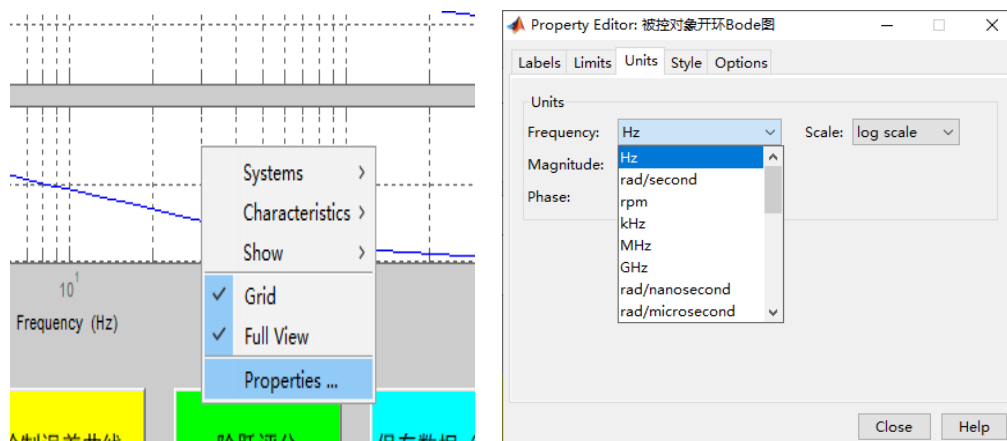 Systems
Characteristics
Show
Grid
Full View
Properties ...
10
1
Frequency (Hz)
Property Editor: 被控对象开环Bode图
Labels Limits Units Style Options
Units
Frequency: Hz Scale: log scale
Magnitude:
Phase:
Hz
rad/second
rpm
kHz
MHz
GHz
rad/nanosecond
rad/microsecond
Close Help